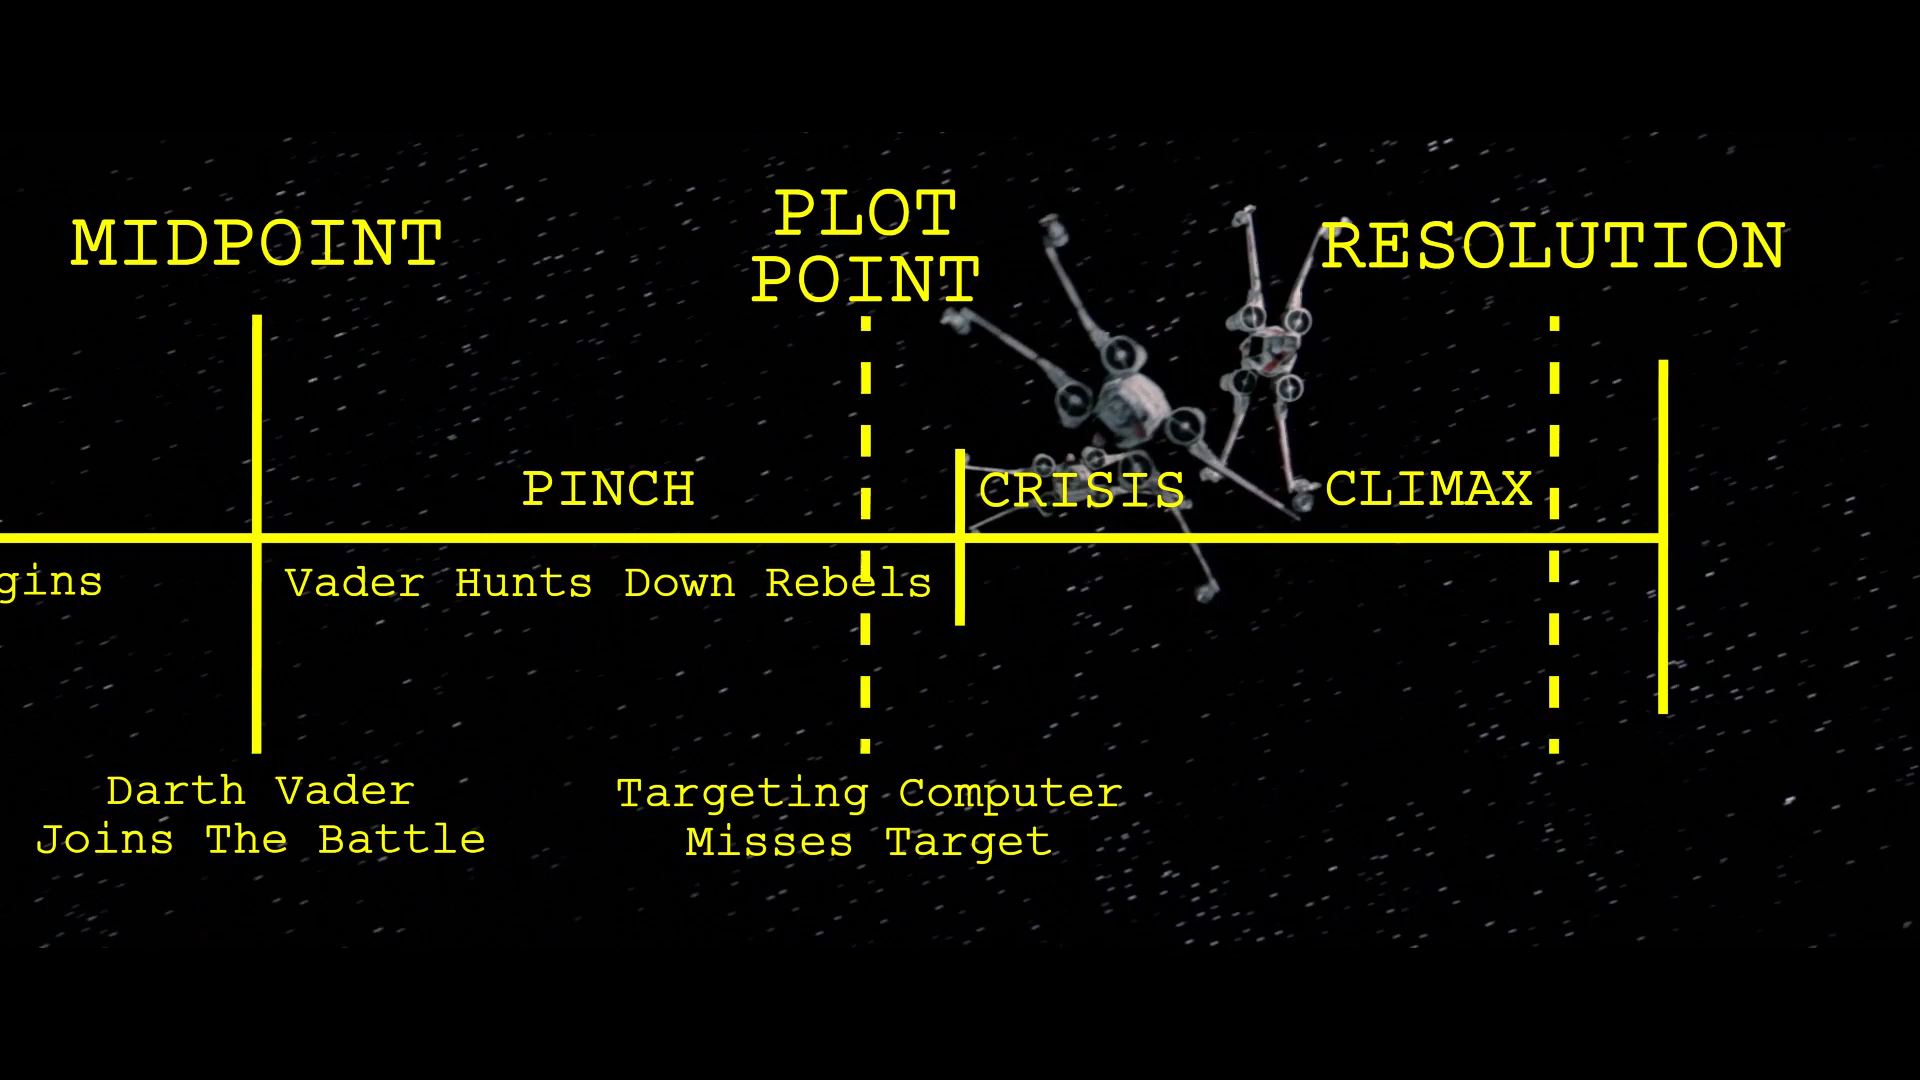 MIDPOINT
PLOT
POINT
RESOLUTION
PINCH
CRISIS
CLIMAX
gins
Vader Hunts Down Rebels
Darth Vader
Joins The Battle
Targeting Computer
Misses Target